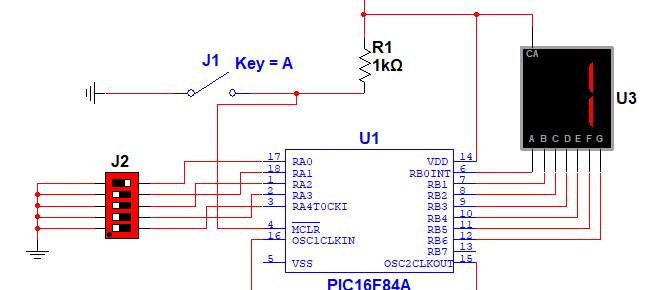 R1
1kΩ
J1
Key = A
CA
U3
A B C D E F G
J2
U1
17 RA0 VDD 14
18 RA1 RB0INT 6
1 RA2 RB1 7
2 RA3 RB2 8
3 RA4T0CKI RB3 9
RB4 10
4 MCLR RB5 11
16 OSC1CLKIN RB6 12
RB7 13
5 VSS OSC2CLKOUT 15
PIC16F84A